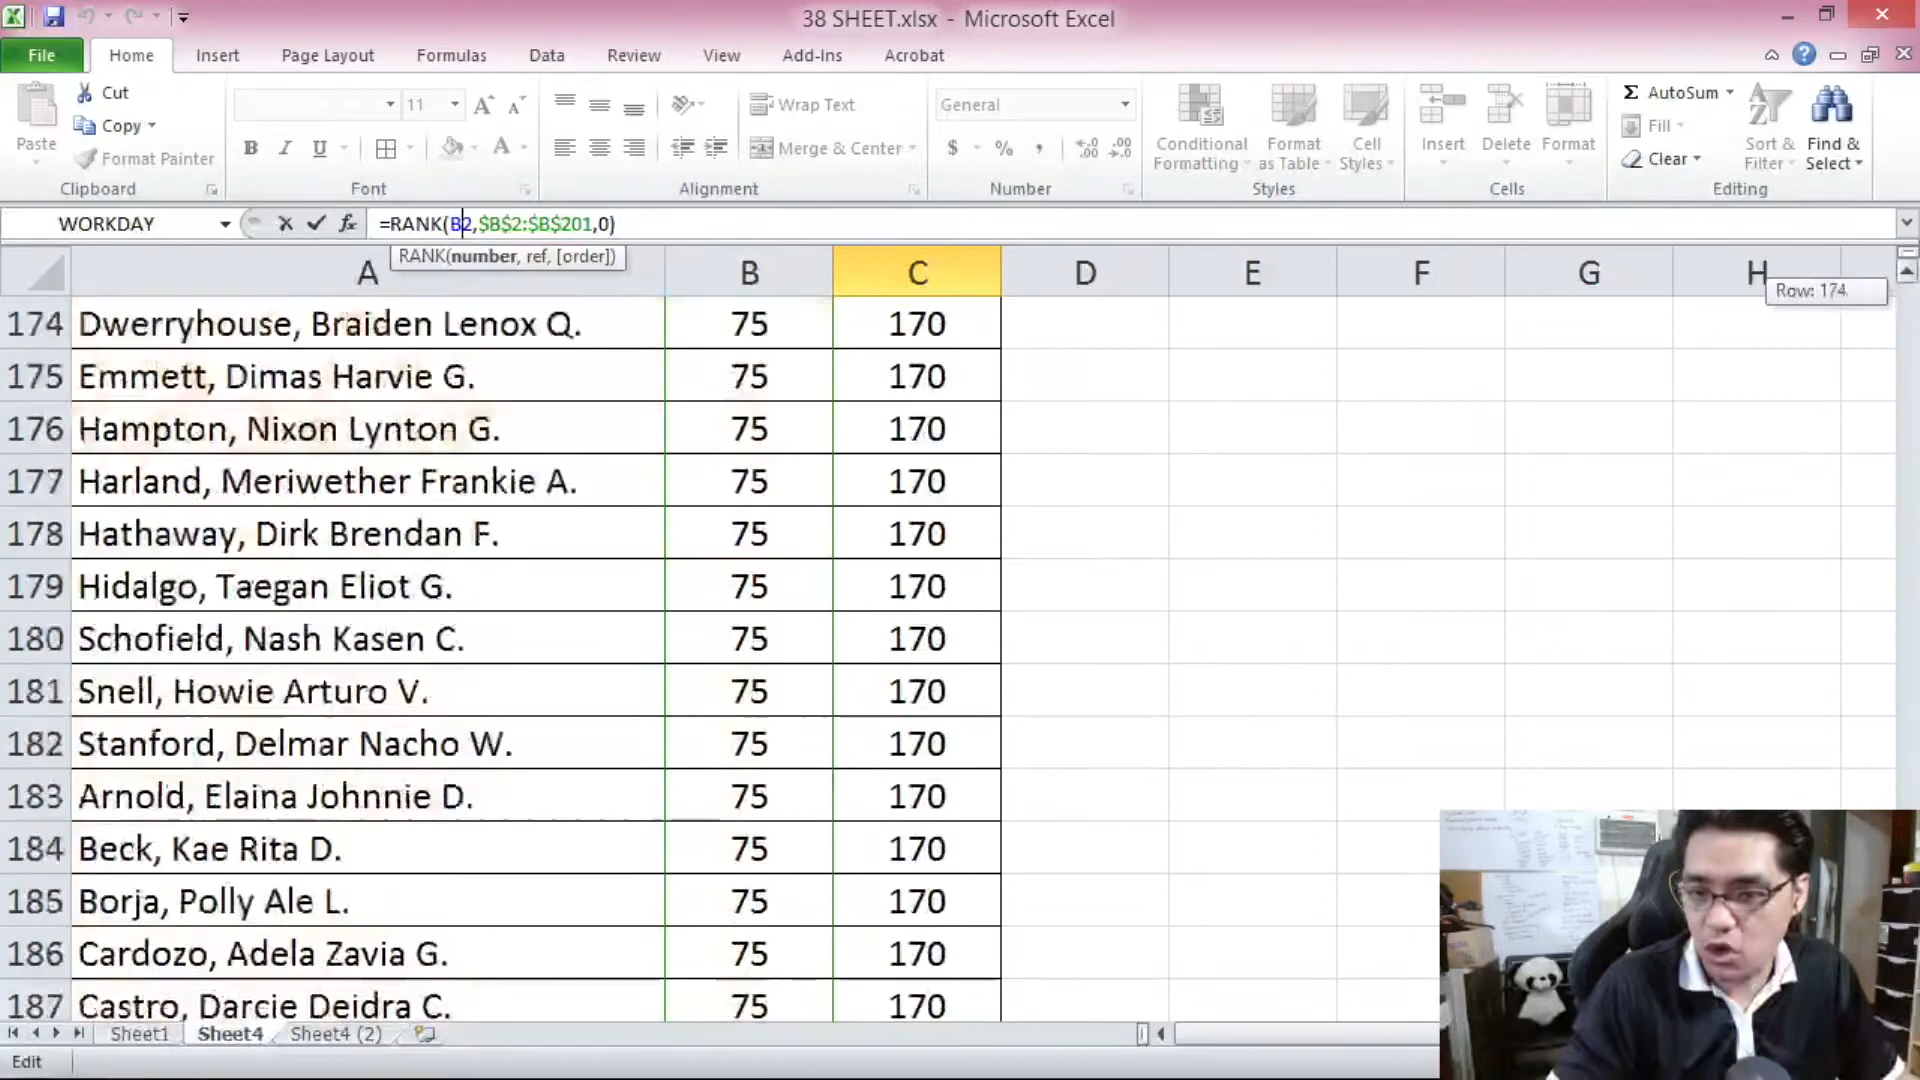 38 SHEET.xlsx - Microsoft Excel
File Home Insert Page Layout Formulas Data Review View Add-Ins Acrobat
Paste
Cut
Copy
Format Painter
Clipboard
11
B I U A
Font
Wrap Text
Merge & Center
Alignment
General
$ % ,
Number
Conditional Formatting
Format as Table
Cell Styles
Styles
Insert Delete Format
Cells
Σ AutoSum
Fill
Clear
Sort & Filter
Find & Select
Editing
WORKDAY fx =RANK(B2,$B$2:$B$201,0)
RANK(number, ref, [order])
A B C D E F G H
Row: 174
174 Dwerryhouse, Braiden Lenox Q. 75 170
175 Emmett, Dimas Harvie G. 75 170
176 Hampton, Nixon Lynton G. 75 170
177 Harland, Meriwether Frankie A. 75 170
178 Hathaway, Dirk Brendan F. 75 170
179 Hidalgo, Taegan Eliot G. 75 170
180 Schofield, Nash Kasen C. 75 170
181 Snell, Howie Arturo V. 75 170
182 Stanford, Delmar Nacho W. 75 170
183 Arnold, Elaina Johnnie D. 75 170
184 Beck, Kae Rita D. 75 170
185 Borja, Polly Ale L. 75 170
186 Cardozo, Adela Zavia G. 75 170
187 Castro, Darcie Deidra C. 75 170
Sheet1 Sheet4 Sheet4 (2)
Edit